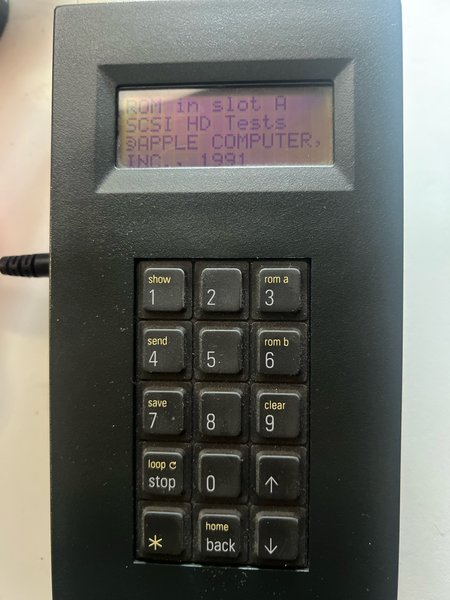 ROM in slot A
SCSI HD Tests
©APPLE COMPUTER,
INC., 1991
show
1
2
rom a
3
send
4
5
rom b
6
save
7
8
clear
9
loop
stop
0
↑
*
home
back
↓